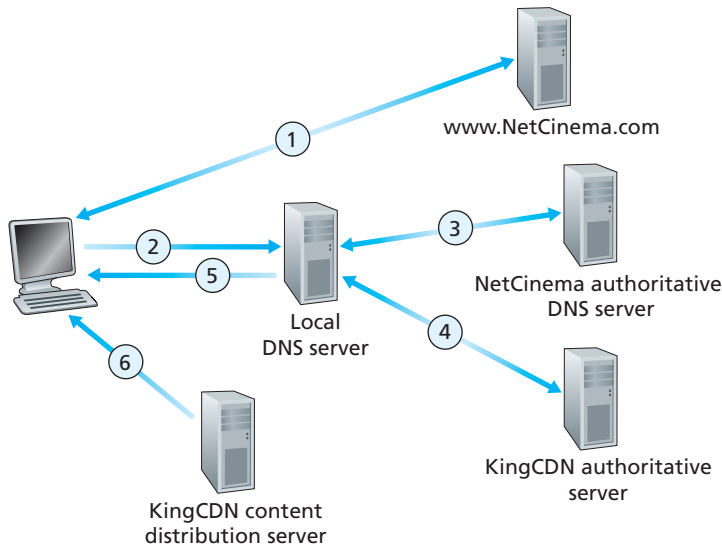 www.NetCinema.com
1
2
3
5
NetCinema authoritative
DNS server
Local
DNS server
4
6
KingCDN authoritative
server
KingCDN content
distribution server